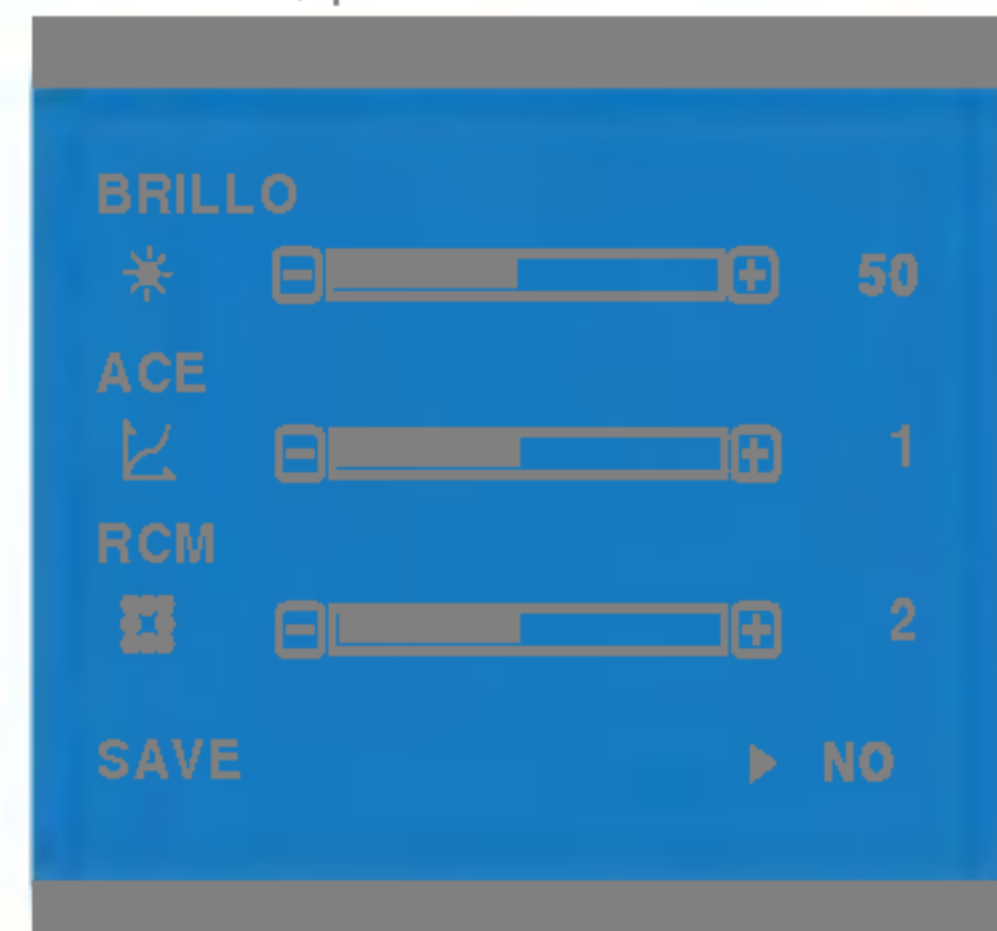 BRILLO
- + 50
ACE
- + 1
RCM
- + 2
SAVE ▶ NO